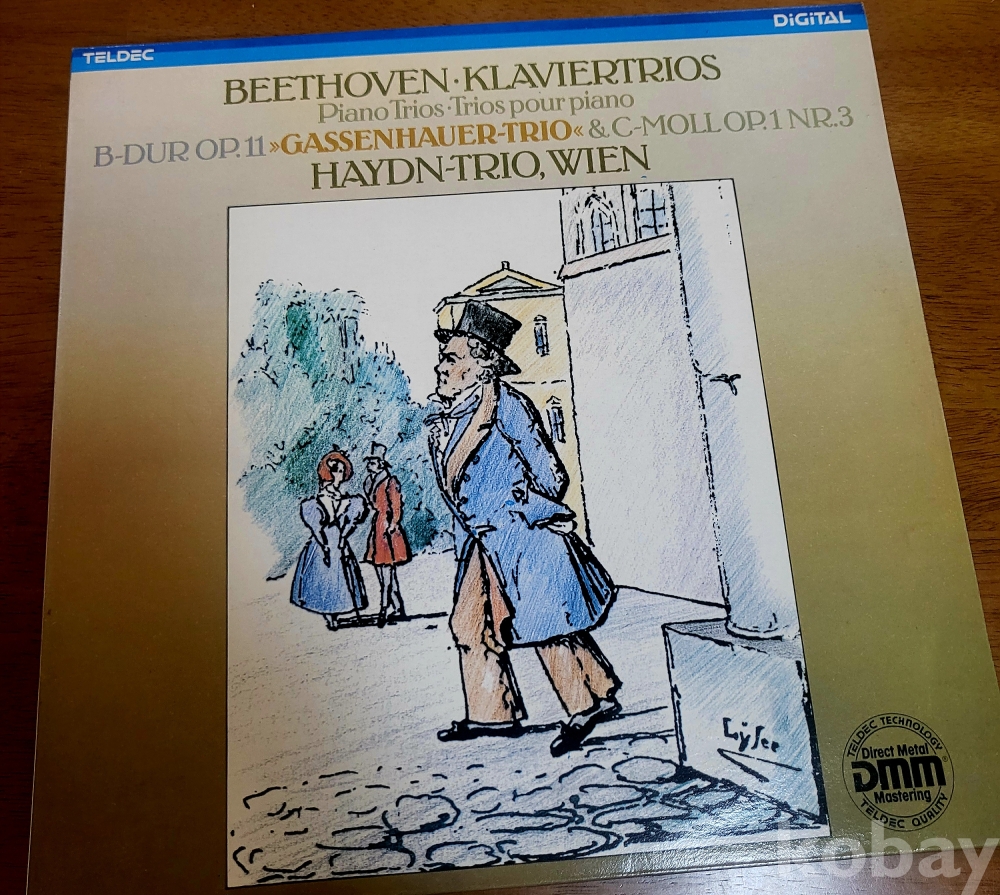 TELDEC
DIGITAL
BEETHOVEN·KLAVIERTRIOS
Piano Trios·Trios pour piano
B-DUR OP. 11 »GASSENHAUER-TRIO« & C-MOLL OP. 1 NR. 3
HAYDN-TRIO, WIEN
Lyser
TELDEC TECHNOLOGY
Direct Metal
DMM®
Mastering
TELDEC QUALITY
kobay